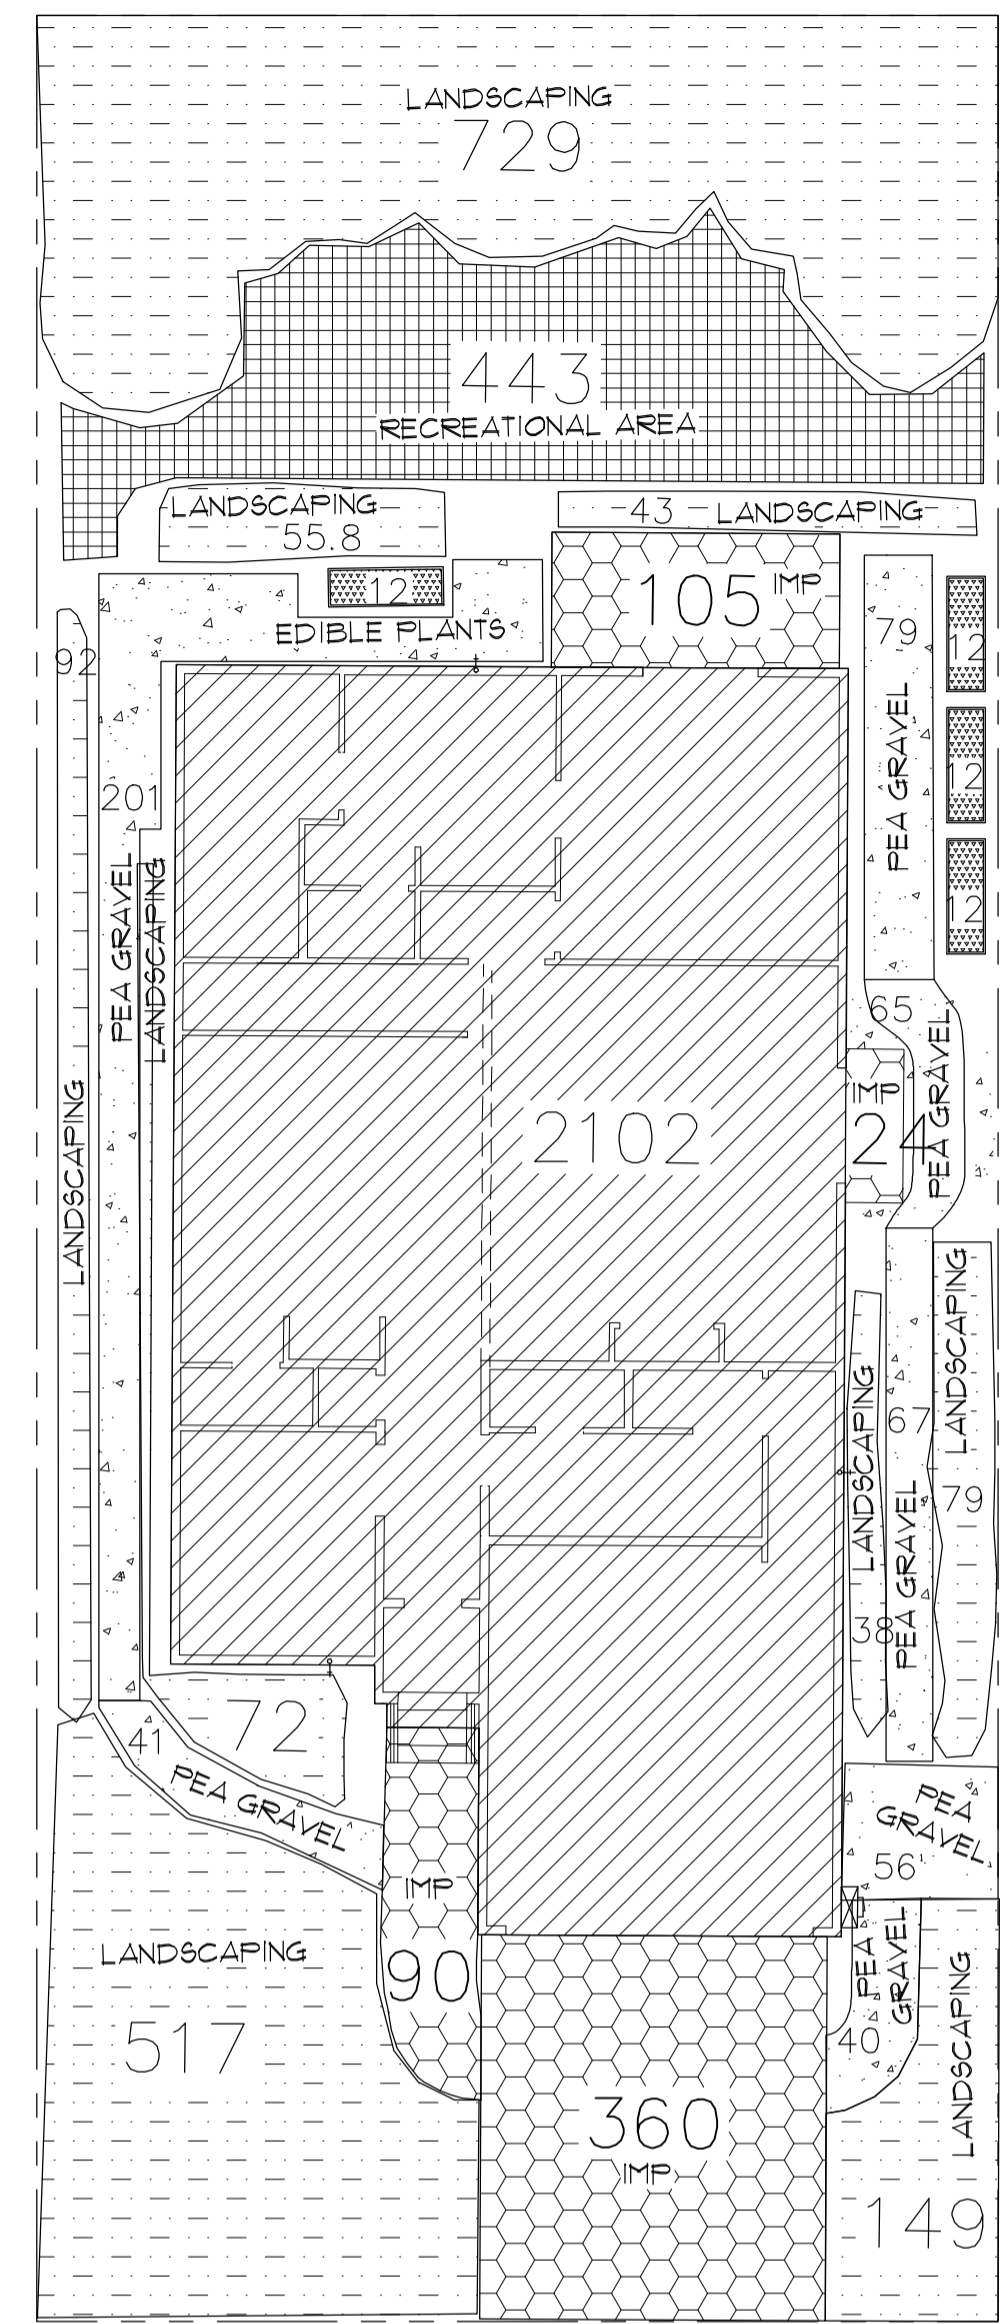 LANDSCAPING
729
443
RECREATIONAL AREA
LANDSCAPING
55.8
43 LANDSCAPING
12
EDIBLE PLANTS
105 IMP
79
PEA GRAVEL
12
12
12
92
201
PEA GRAVEL
LANDSCAPING
LANDSCAPING
65
PEA GRAVEL
IMP
24
2102
LANDSCAPING
38
67
PEA GRAVEL
LANDSCAPING
79
72
41
PEA GRAVEL
PEA
GRAVEL
56
IMP
90
LANDSCAPING
517
PEA
GRAVEL
40
360
IMP
LANDSCAPING
149